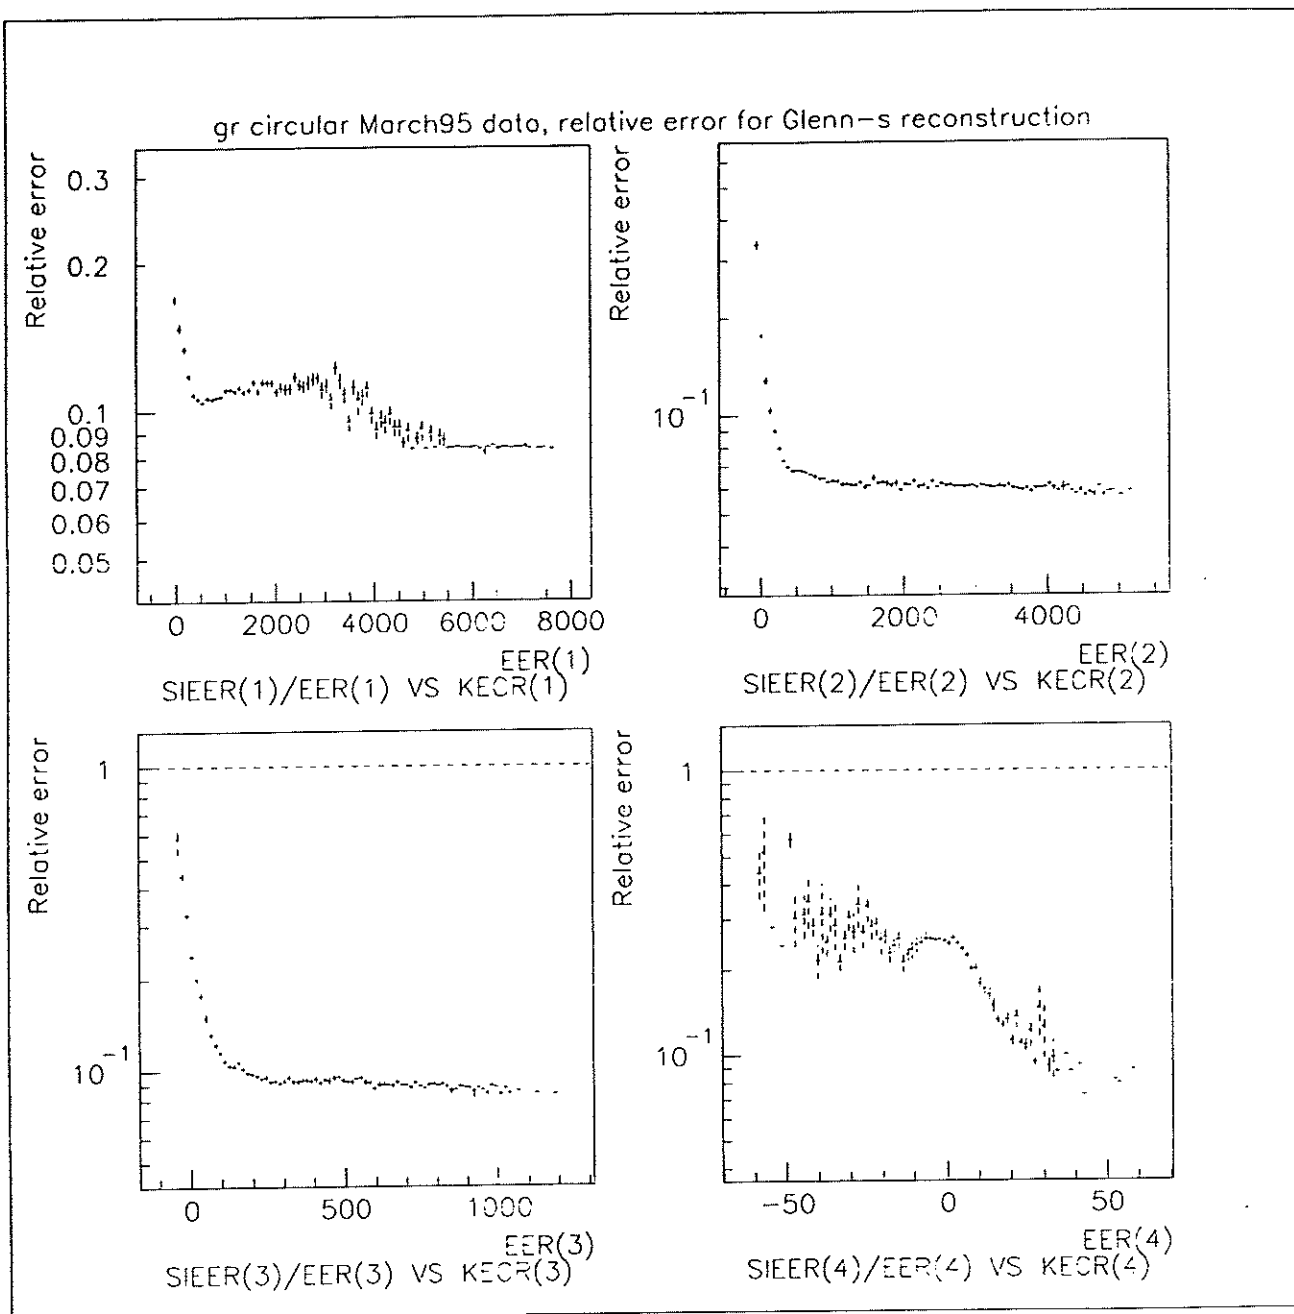 gr circular March95 data, relative error for Glenn-s reconstruction
Relative error
0.3
0.2
0.1
0.09
0.08
0.07
0.06
0.05
0 2000 4000 6000 8000
EER(1)
SIEER(1)/EER(1) VS KECR(1)
Relative error
10⁻¹
0 2000 4000
EER(2)
SIEER(2)/EER(2) VS KECR(2)
Relative error
1
10⁻¹
0 500 1000
EER(3)
SIEER(3)/EER(3) VS KECR(3)
Relative error
1
10⁻¹
-50 0 50
EER(4)
SIEER(4)/EER(4) VS KECR(4)